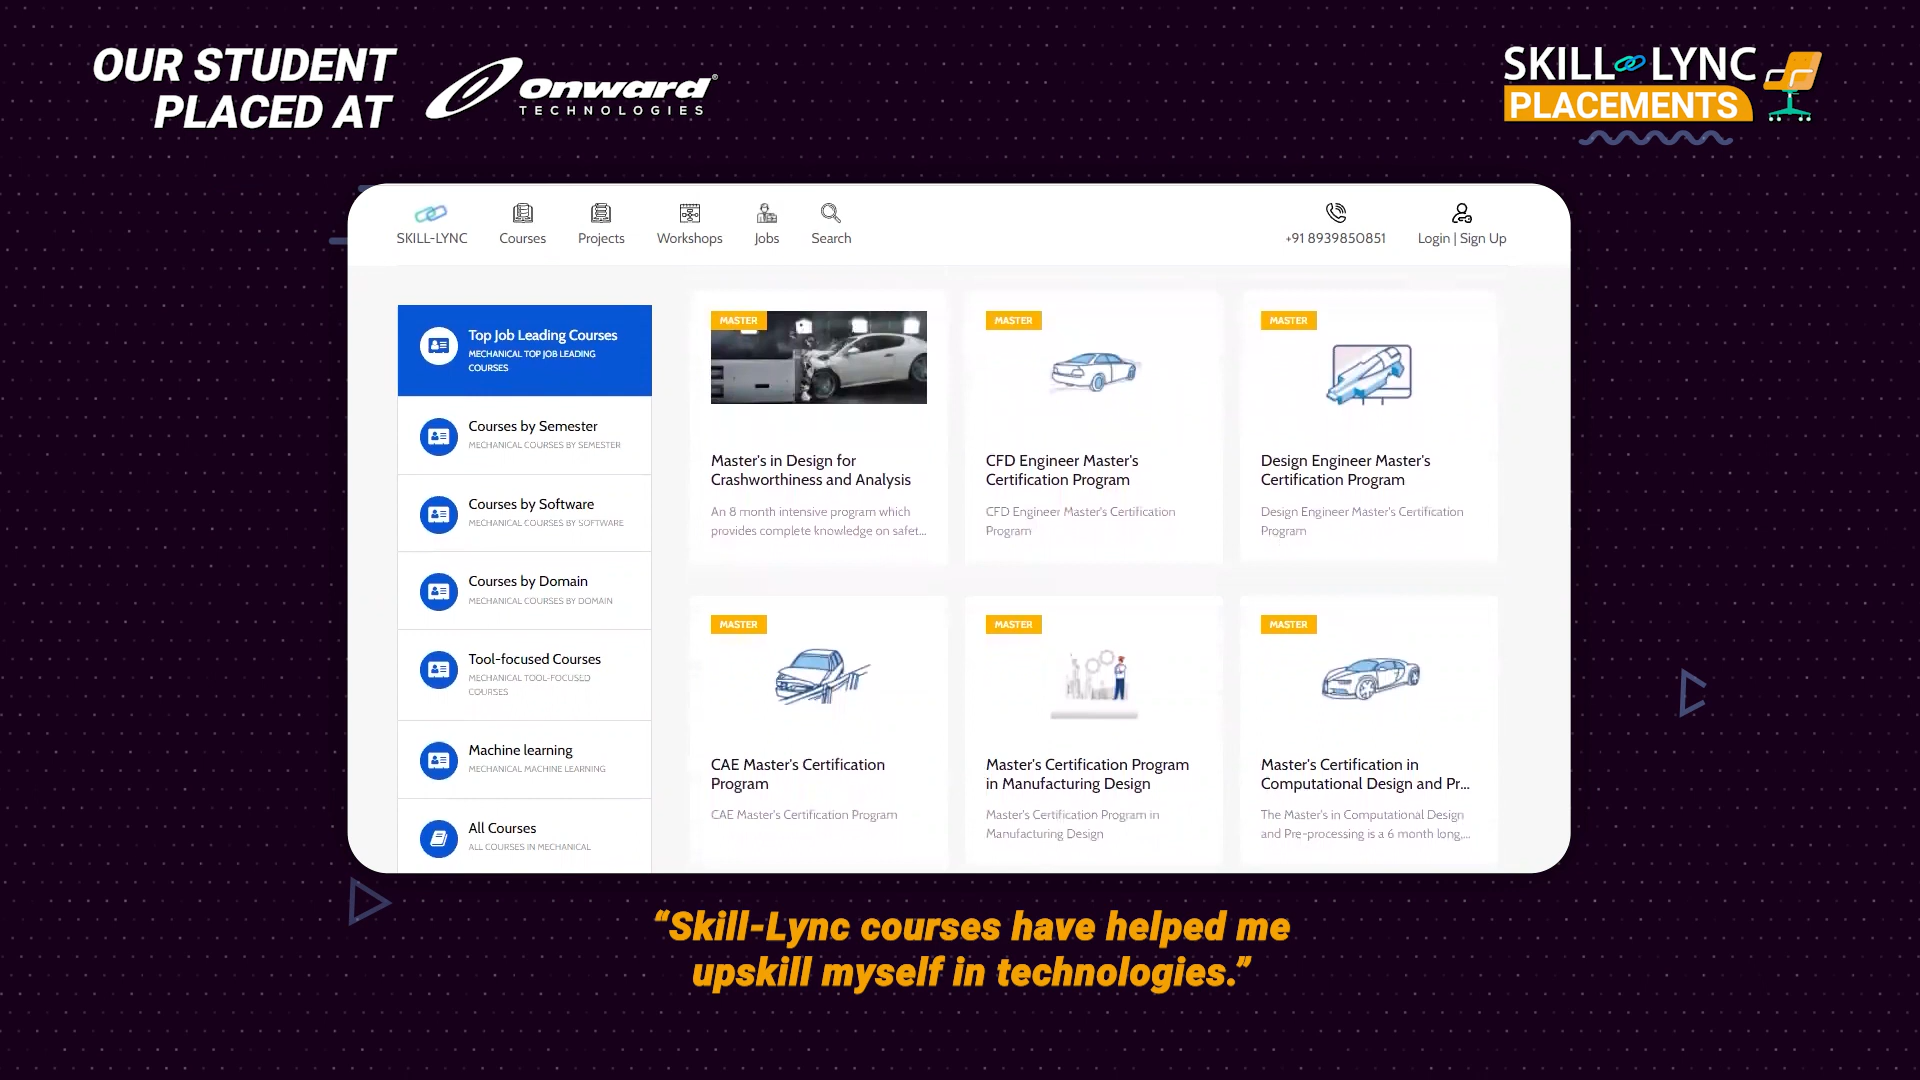 OUR STUDENT
PLACED AT
Onward®
TECHNOLOGIES
SKILL LYNC
PLACEMENTS
SKILL-LYNC
Courses
Projects
Workshops
Jobs
Search
+91 8939850851
Login | Sign Up
Top Job Leading Courses
MECHANICAL TOP JOB LEADING
COURSES
Courses by Semester
MECHANICAL COURSES BY SEMESTER
Courses by Software
MECHANICAL COURSES BY SOFTWARE
Courses by Domain
MECHANICAL COURSES BY DOMAIN
Tool-focused Courses
MECHANICAL TOOL-FOCUSED
COURSES
Machine learning
MECHANICAL MACHINE LEARNING
All Courses
ALL COURSES IN MECHANICAL
MASTER
Master's in Design for
Crashworthiness and Analysis
An 8 month intensive program which
provides complete knowledge on safet...
MASTER
CFD Engineer Master's
Certification Program
CFD Engineer Master's Certification
Program
MASTER
Design Engineer Master's
Certification Program
Design Engineer Master's Certification
Program
MASTER
CAE Master's Certification
Program
CAE Master's Certification Program
MASTER
Master's Certification Program
in Manufacturing Design
Master's Certification Program in
Manufacturing Design
MASTER
Master's Certification in
Computational Design and Pr...
The Master's in Computational Design
and Pre-processing is a 6 month long,...
“Skill-Lync courses have helped me
upskill myself in technologies.”